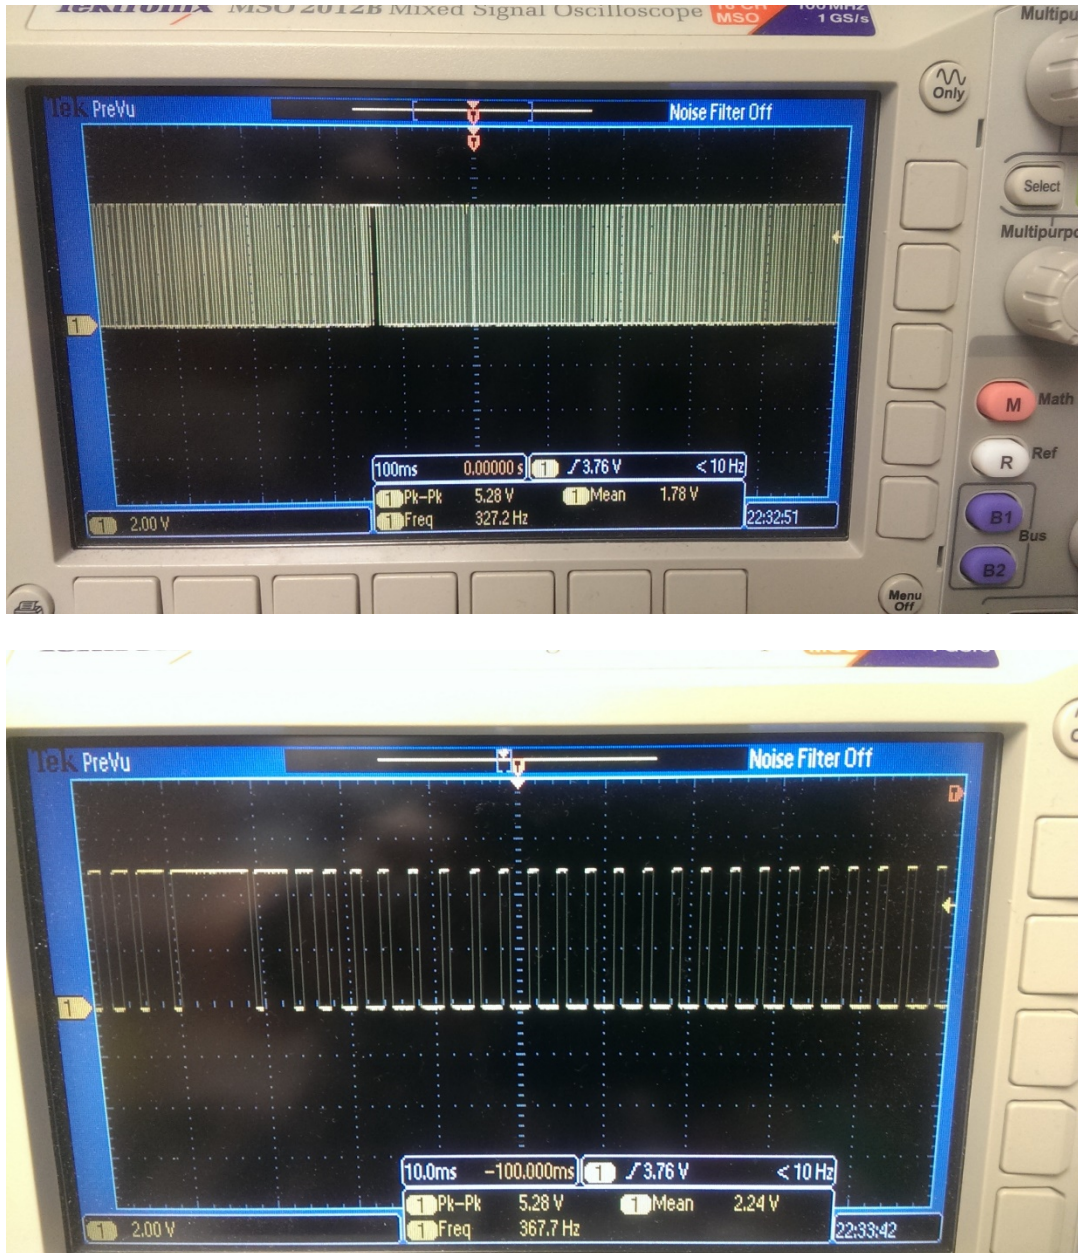 Tektronix MSO 2012B Mixed Signal Oscilloscope
MSO
1 GS/s
Tek PreVu
Noise Filter Off
T
T
1
100ms 0.00000 s 1 3.76 V < 10 Hz
1 Pk-Pk 5.28 V 1 Mean 1.78 V
1 Freq 327.2 Hz
1 2.00 V
22:32:51
Only
Select
M Math
R Ref
B1
Bus
B2
Menu
Off
Tek PreVu
Noise Filter Off
T
T
1
10.0ms -100.000ms 1 3.76 V < 10 Hz
1 Pk-Pk 5.28 V 1 Mean 2.24 V
1 Freq 367.7 Hz
1 2.00 V
22:33:42